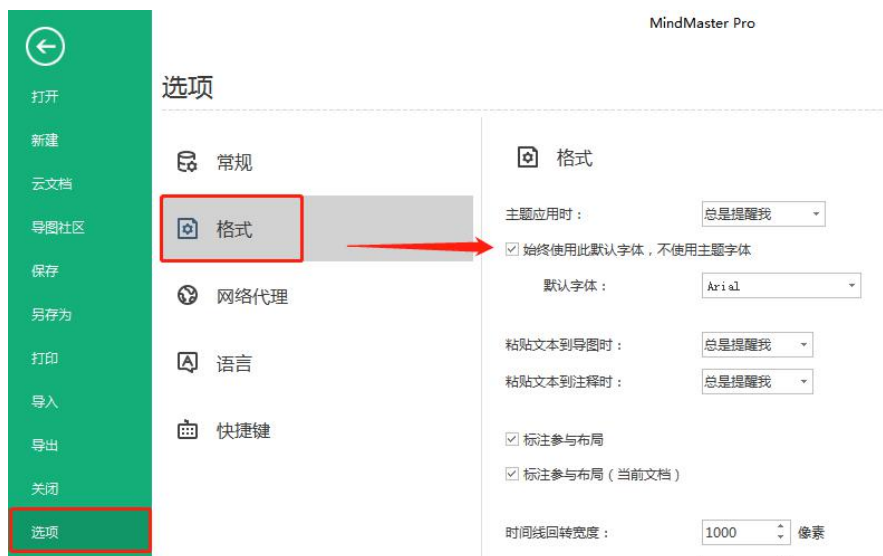 MindMaster Pro
打开
新建
云文档
导图社区
保存
另存为
打印
导入
导出
关闭
选项
选项
常规
格式
网络代理
语言
快捷键
格式
主题应用时： 总是提醒我
始终使用此默认字体，不使用主题字体
默认字体： Arial
粘贴文本到导图时： 总是提醒我
粘贴文本到注释时： 总是提醒我
标注参与布局
标注参与布局（当前文档）
时间线回转宽度： 1000 像素